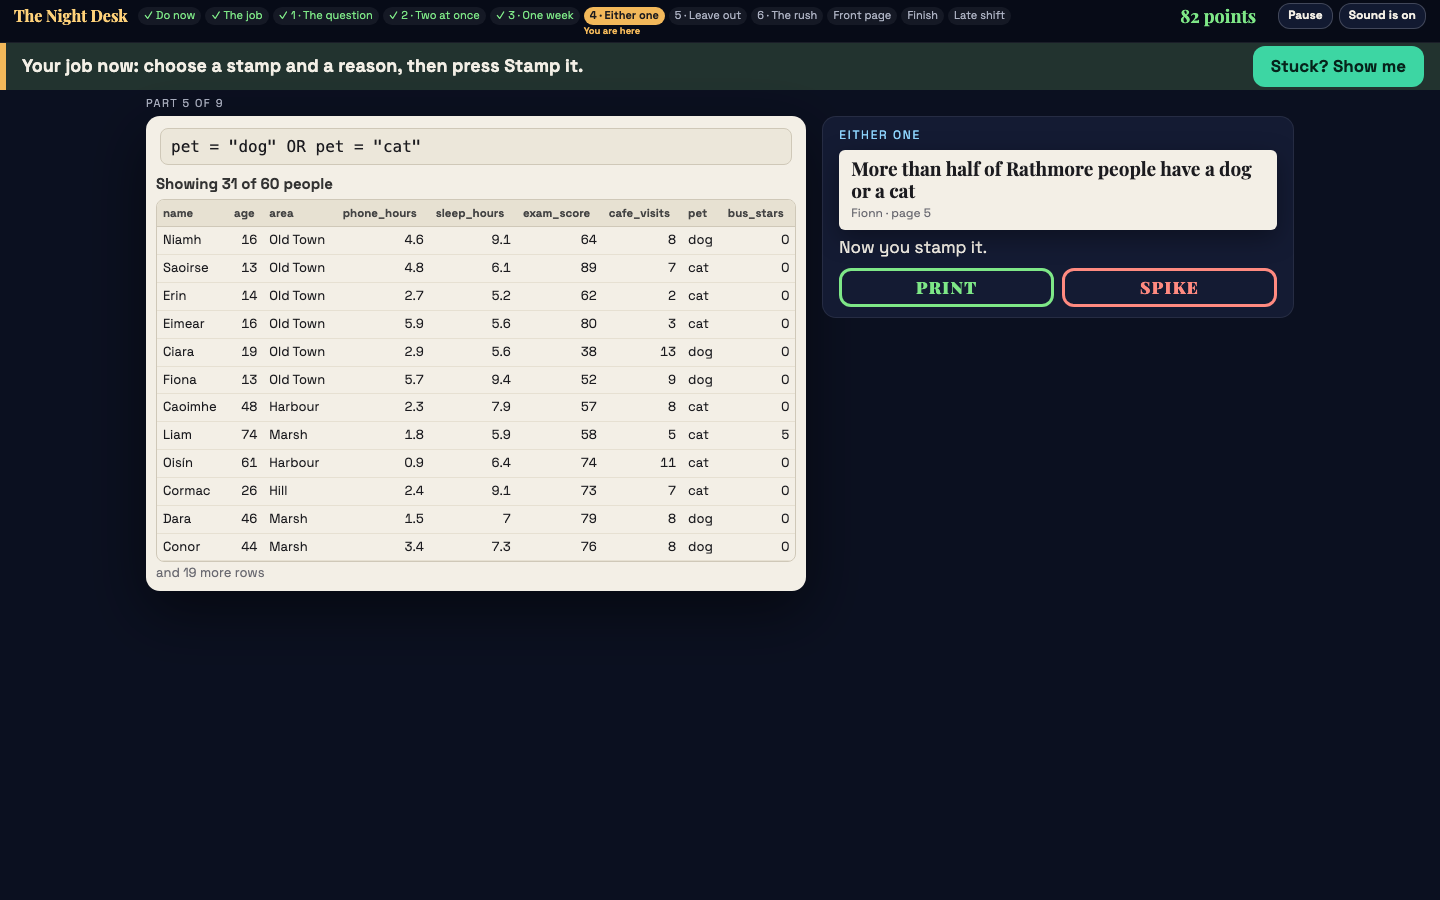 The Night Desk
✓ Do now
✓ The job
✓ 1 · The question
✓ 2 · Two at once
✓ 3 · One week
4 · Either one
5 · Leave out
6 · The rush
Front page
Finish
Late shift
You are here
82 points
Pause
Sound is on
Your job now: choose a stamp and a reason, then press Stamp it.
Stuck? Show me
PART 5 OF 9
pet = "dog" OR pet = "cat"
Showing 31 of 60 people
name age area phone_hours sleep_hours exam_score cafe_visits pet bus_stars
Niamh 16 Old Town 4.6 9.1 64 8 dog 0
Saoirse 13 Old Town 4.8 6.1 89 7 cat 0
Erin 14 Old Town 2.7 5.2 62 2 cat 0
Eimear 16 Old Town 5.9 5.6 80 3 cat 0
Ciara 19 Old Town 2.9 5.6 38 13 dog 0
Fiona 13 Old Town 5.7 9.4 52 9 dog 0
Caoimhe 48 Harbour 2.3 7.9 57 8 cat 0
Liam 74 Marsh 1.8 5.9 58 5 cat 5
Oisín 61 Harbour 0.9 6.4 74 11 cat 0
Cormac 26 Hill 2.4 9.1 73 7 cat 0
Dara 46 Marsh 1.5 7 79 8 dog 0
Conor 44 Marsh 3.4 7.3 76 8 dog 0
and 19 more rows
EITHER ONE
More than half of Rathmore people have a dog
or a cat
Fionn · page 5
Now you stamp it.
PRINT
SPIKE